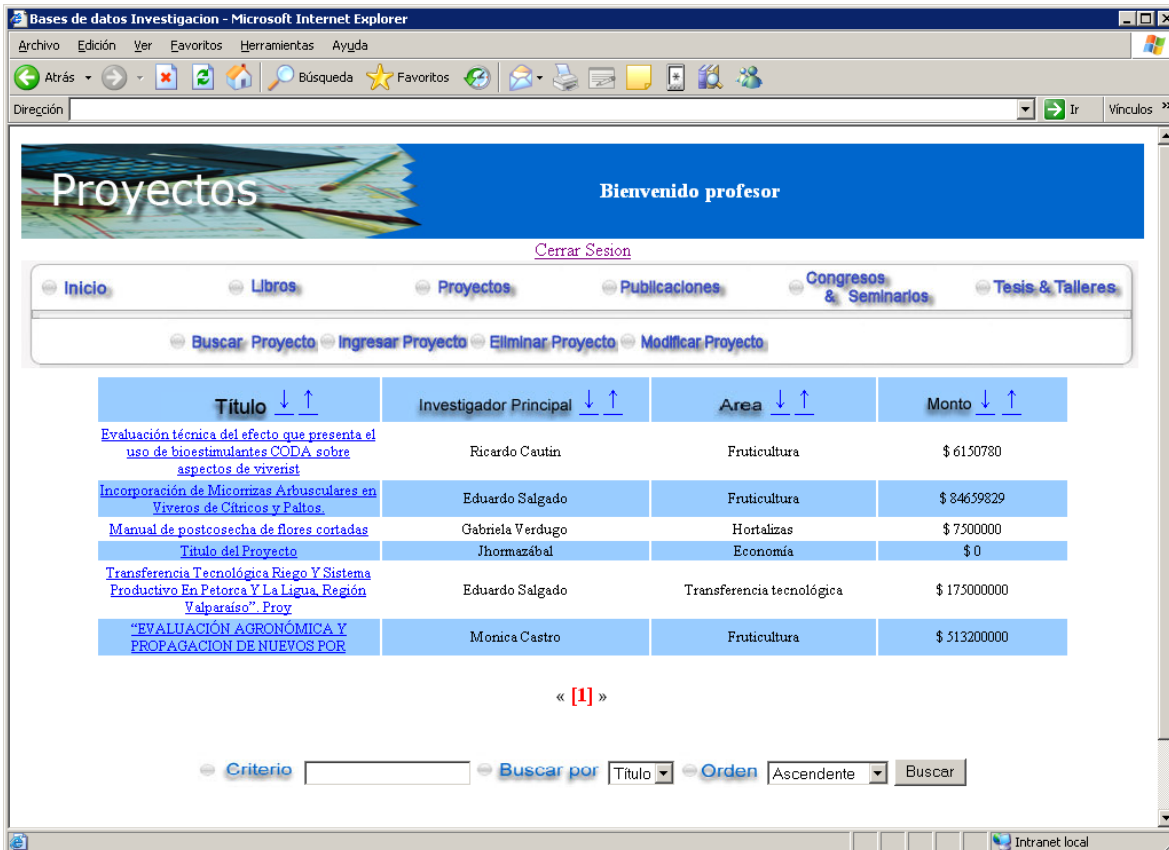 Bases de datos Investigacion - Microsoft Internet Explorer
Archivo Edición Ver Favoritos Herramientas Ayuda
Atrás Búsqueda Favoritos
Dirección Ir Vínculos »
Proyectos
Bienvenido profesor
Cerrar Sesion
Inicio Libros Proyectos Publicaciones Congresos
& Seminarios Tesis & Talleres
Buscar Proyecto Ingresar Proyecto Eliminar Proyecto Modificar Proyecto
Título ↓ ↑ Investigador Principal ↓ ↑ Area ↓ ↑ Monto ↓ ↑
Evaluación técnica del efecto que presenta el
uso de bioestimulantes CODA sobre Ricardo Cautin Fruticultura $ 6150780
aspectos de viverist
Incorporación de Micorrizas Arbusculares en
Viveros de Cítricos y Paltos. Eduardo Salgado Fruticultura $ 84659829
Manual de postcosecha de flores cortadas Gabriela Verdugo Hortalizas $ 7500000
Titulo del Proyecto Jhormazábal Economía $ 0
Transferencia Tecnológica Riego Y Sistema
Productivo En Petorca Y La Ligua, Región Eduardo Salgado Transferencia tecnológica $ 175000000
Valparaíso”. Proy
“EVALUACIÓN AGRONÓMICA Y
PROPAGACION DE NUEVOS POR Monica Castro Fruticultura $ 513200000
« [1] »
Criterio Buscar por Título Orden Ascendente Buscar
Intranet local